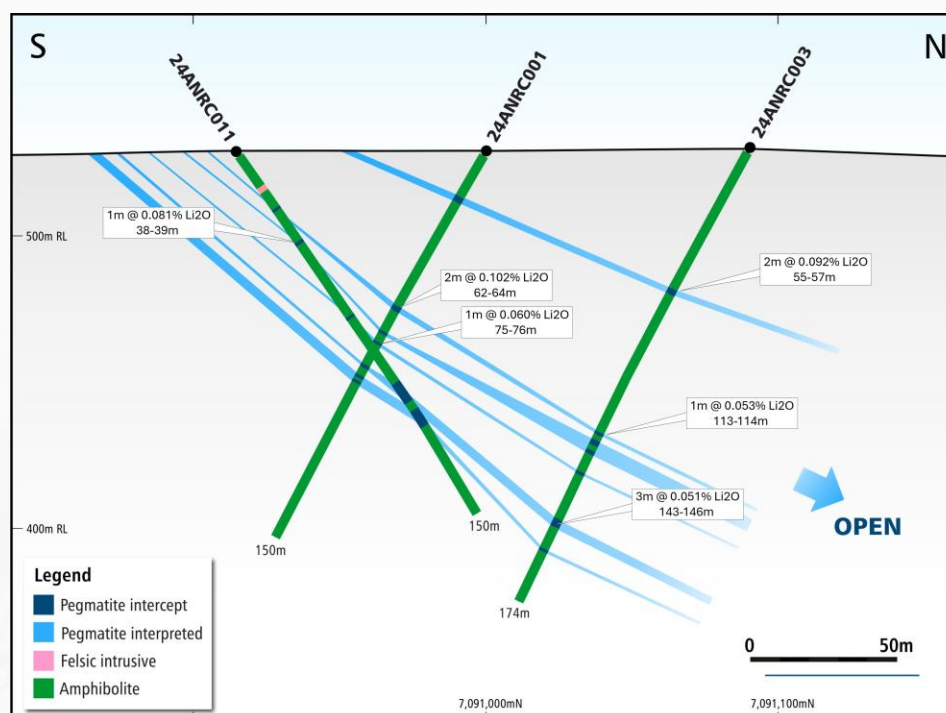 S
N
24ANRC011
24ANRC001
24ANRC003
1m @ 0.081% Li2O
38-39m
500m RL
2m @ 0.092% Li2O
55-57m
2m @ 0.102% Li2O
62-64m
1m @ 0.060% Li2O
75-76m
1m @ 0.053% Li2O
113-114m
3m @ 0.051% Li2O
143-146m
OPEN
400m RL
150m
150m
174m
Legend
Pegmatite intercept
Pegmatite interpreted
Felsic intrusive
Amphibolite
0
50m
7,091,000mN
7,091,100mN